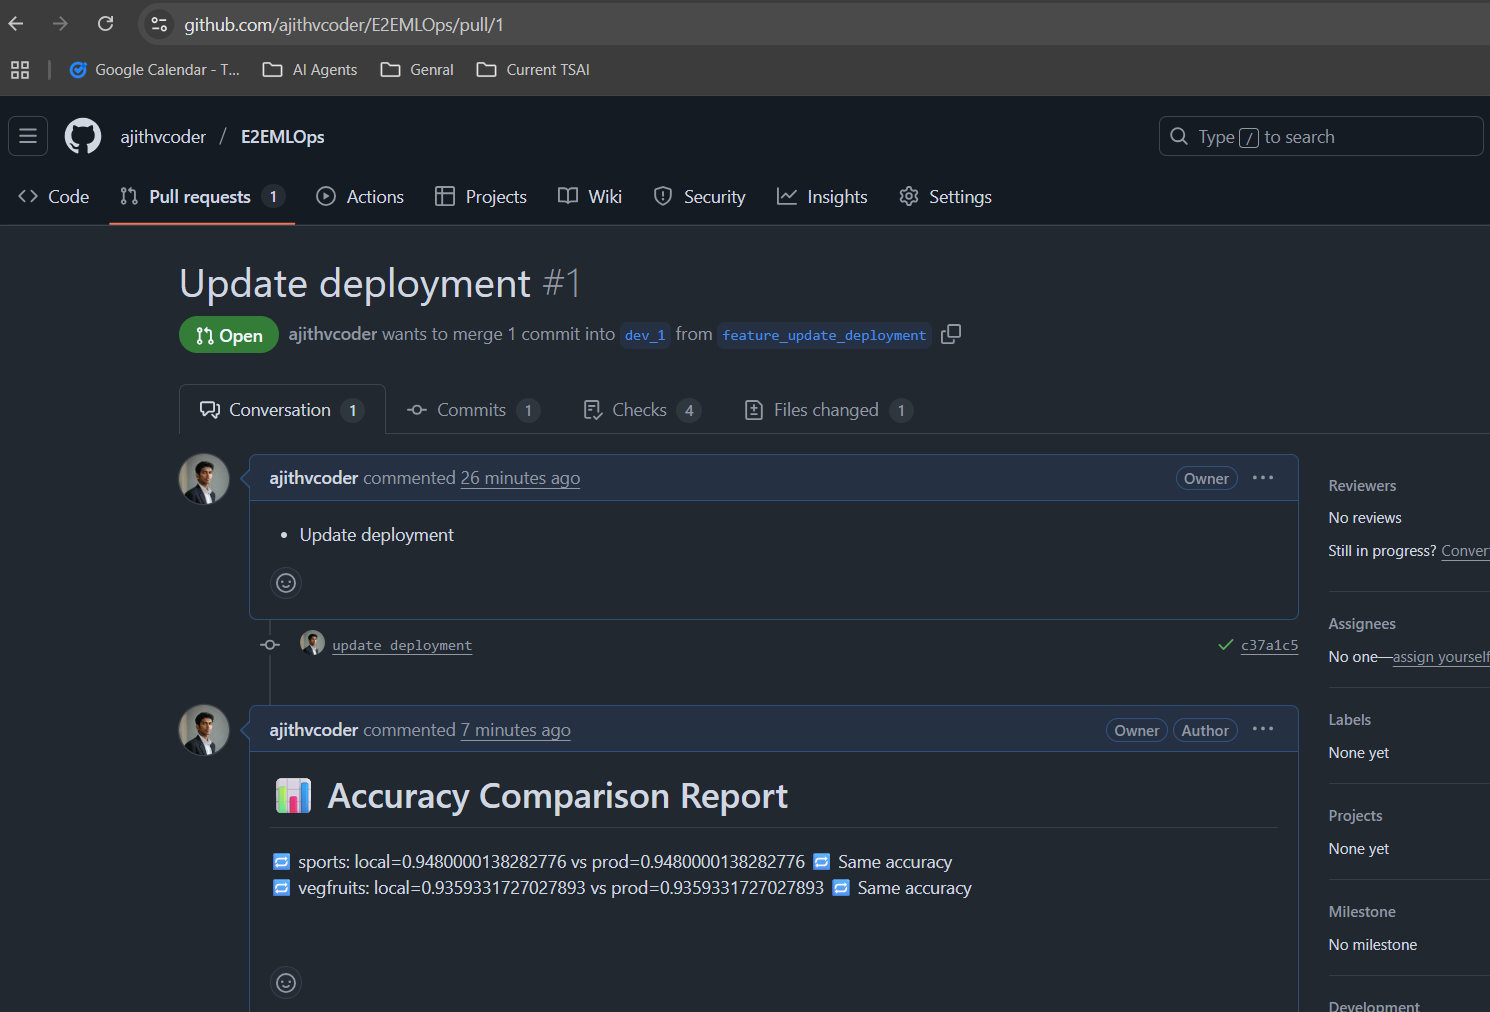 github.com/ajithvcoder/E2EMLOps/pull/1
Google Calendar - T... AI Agents Genral Current TSAI
ajithvcoder / E2EMLOps Type / to search
Code Pull requests 1 Actions Projects Wiki Security Insights Settings
Update deployment #1
Open ajithvcoder wants to merge 1 commit into dev_1 from feature_update_deployment
Conversation 1 Commits 1 Checks 4 Files changed 1
ajithvcoder commented 26 minutes ago Owner ...
• Update deployment
update deployment c37a1c5
ajithvcoder commented 7 minutes ago Owner Author ...
Accuracy Comparison Report
sports: local=0.9480000138282776 vs prod=0.9480000138282776 Same accuracy
vegfruits: local=0.9359331727027893 vs prod=0.9359331727027893 Same accuracy
Reviewers
No reviews
Still in progress? Conver
Assignees
No one—assign yourself
Labels
None yet
Projects
None yet
Milestone
No milestone
Development